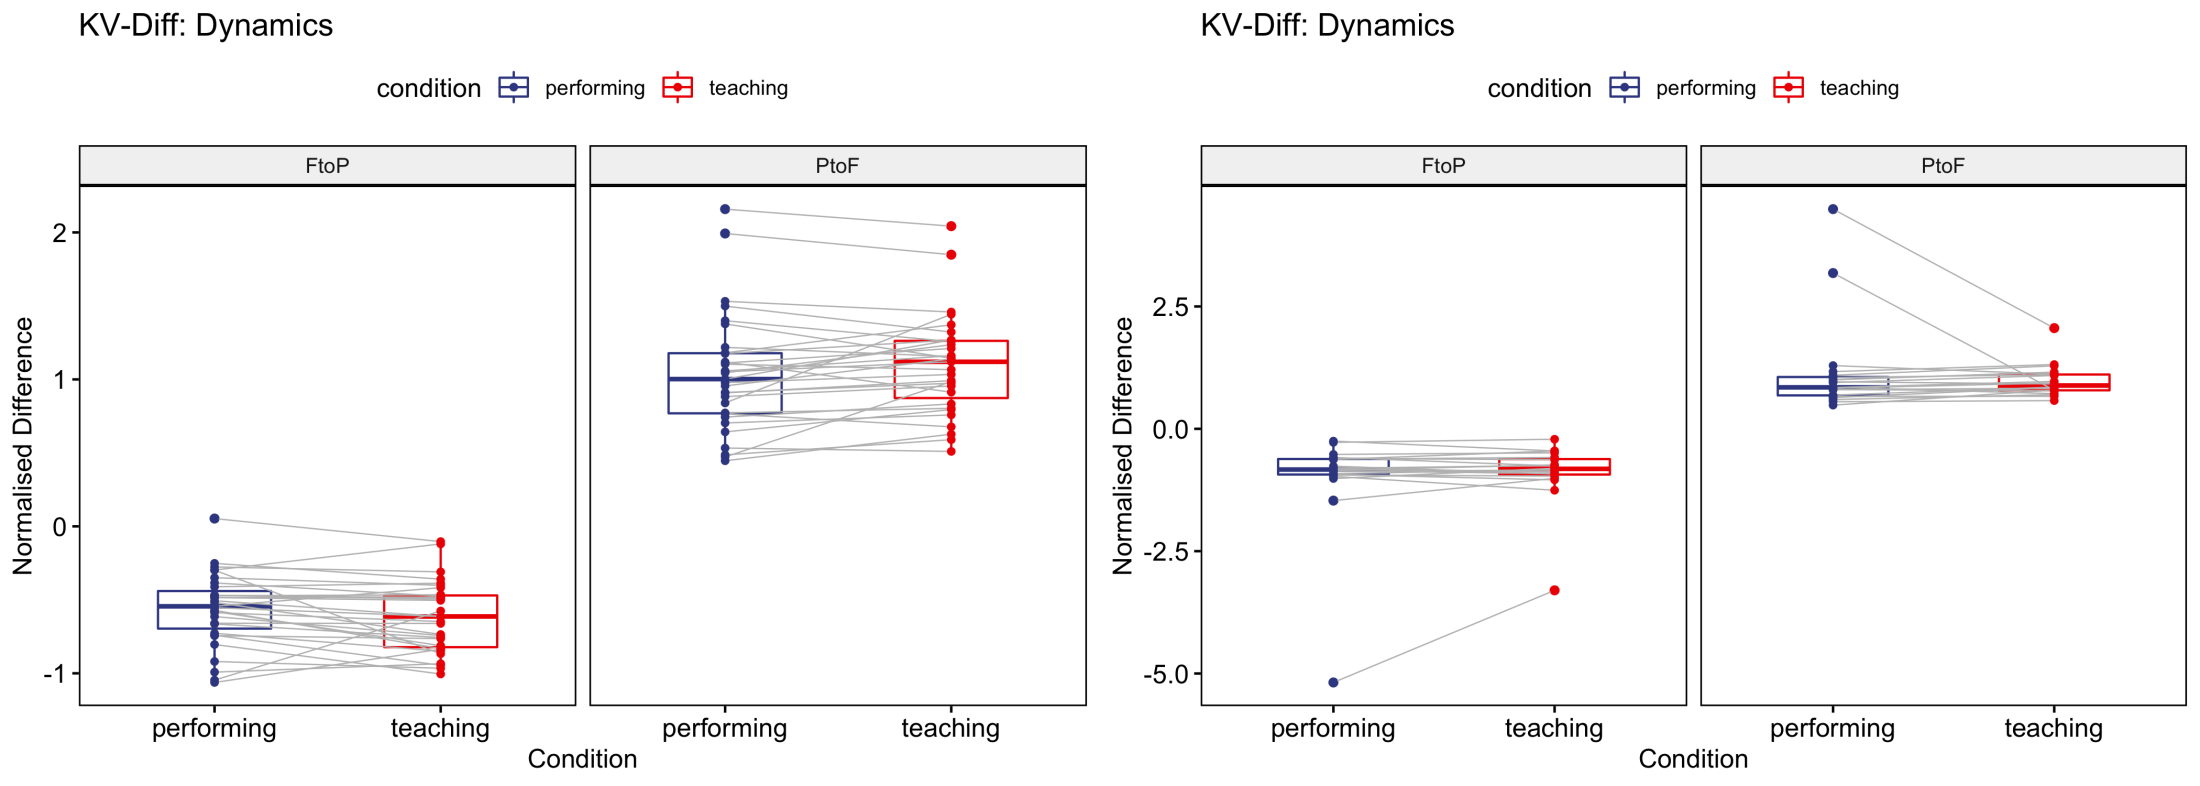 KV-Diff: Dynamics
condition performing teaching
FtoP PtoF
Normalised Difference
2
1
0
-1
performing teaching performing teaching
Condition
KV-Diff: Dynamics
condition performing teaching
FtoP PtoF
Normalised Difference
2.5
0.0
-2.5
-5.0
performing teaching performing teaching
Condition